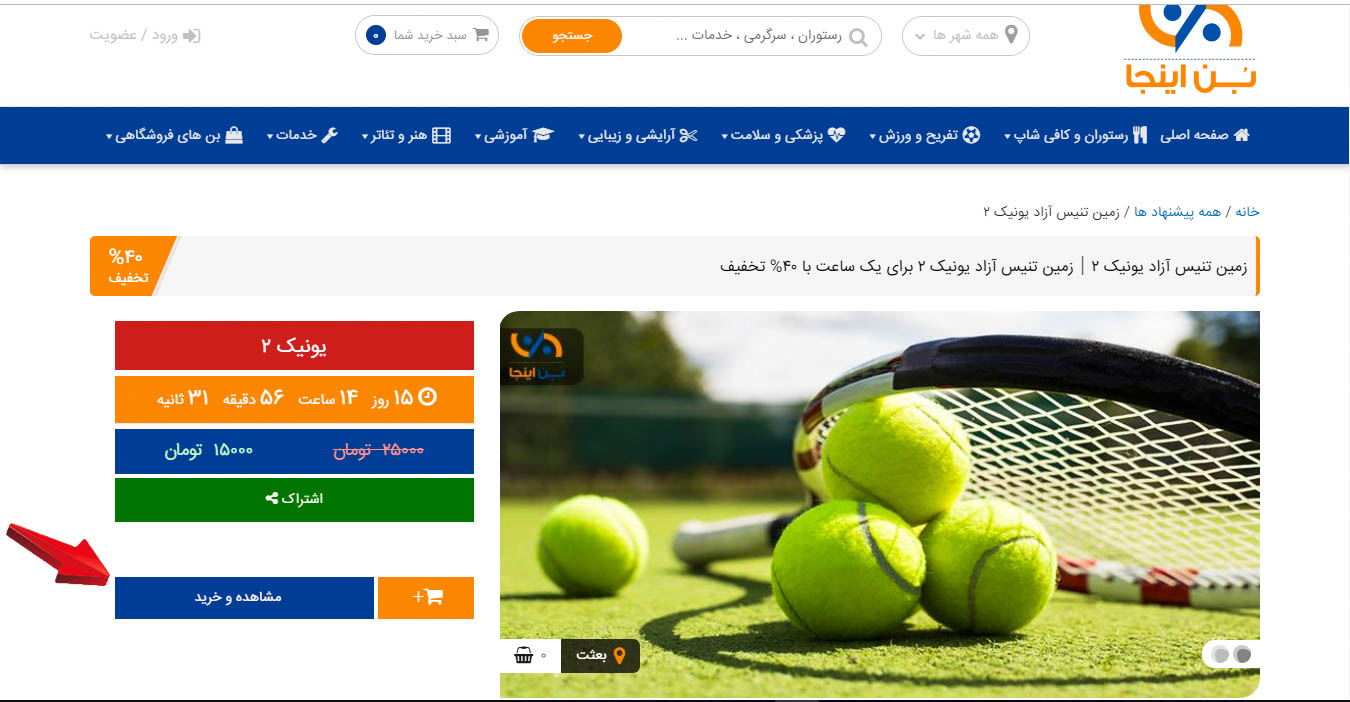 بـن اینجا
همه شهر ها
رستوران ، سرگرمی ، خدمات ...
جستجو
سبد خرید شما ۰
ورود / عضویت
صفحه اصلی رستوران و کافی شاپ تفریح و ورزش پزشکی و سلامت آرایشی و زیبایی آموزشی هنر و تئاتر خدمات بن های فروشگاهی
خانه / همه پیشنهاد ها / زمین تنیس آزاد یونیک ۲
زمین تنیس آزاد یونیک ۲ | زمین تنیس آزاد یونیک ۲ برای یک ساعت با ۴۰% تخفیف
%۴۰
تخفیف
بـن اینجا
بعثت
۰
یونیک ۲
۱۵ روز ۱۴ ساعت ۵۶ دقیقه ۳۱ ثانیه
۲۵۰۰۰ تومان ۱۵۰۰۰ تومان
اشتراک
+
مشاهده و خرید